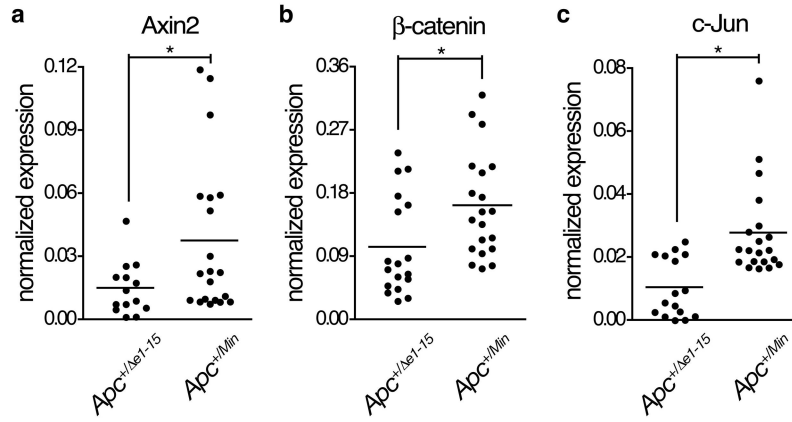 a
Axin2
*
normalized expression
0.12
0.09
0.06
0.03
0.00
Apc+/Δe1-15
Apc+/Min
b
β-catenin
*
normalized expression
0.36
0.27
0.18
0.09
0.00
Apc+/Δe1-15
Apc+/Min
c
c-Jun
*
normalized expression
0.08
0.06
0.04
0.02
0.00
Apc+/Δe1-15
Apc+/Min